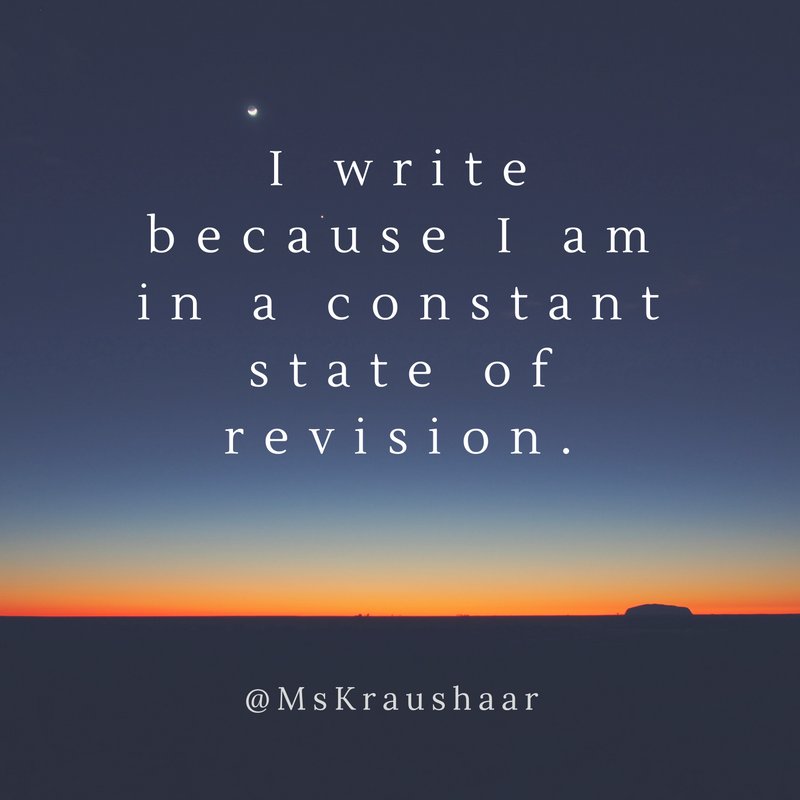 I write
because I am
in a constant
state of
revision.
@MsKraushaar